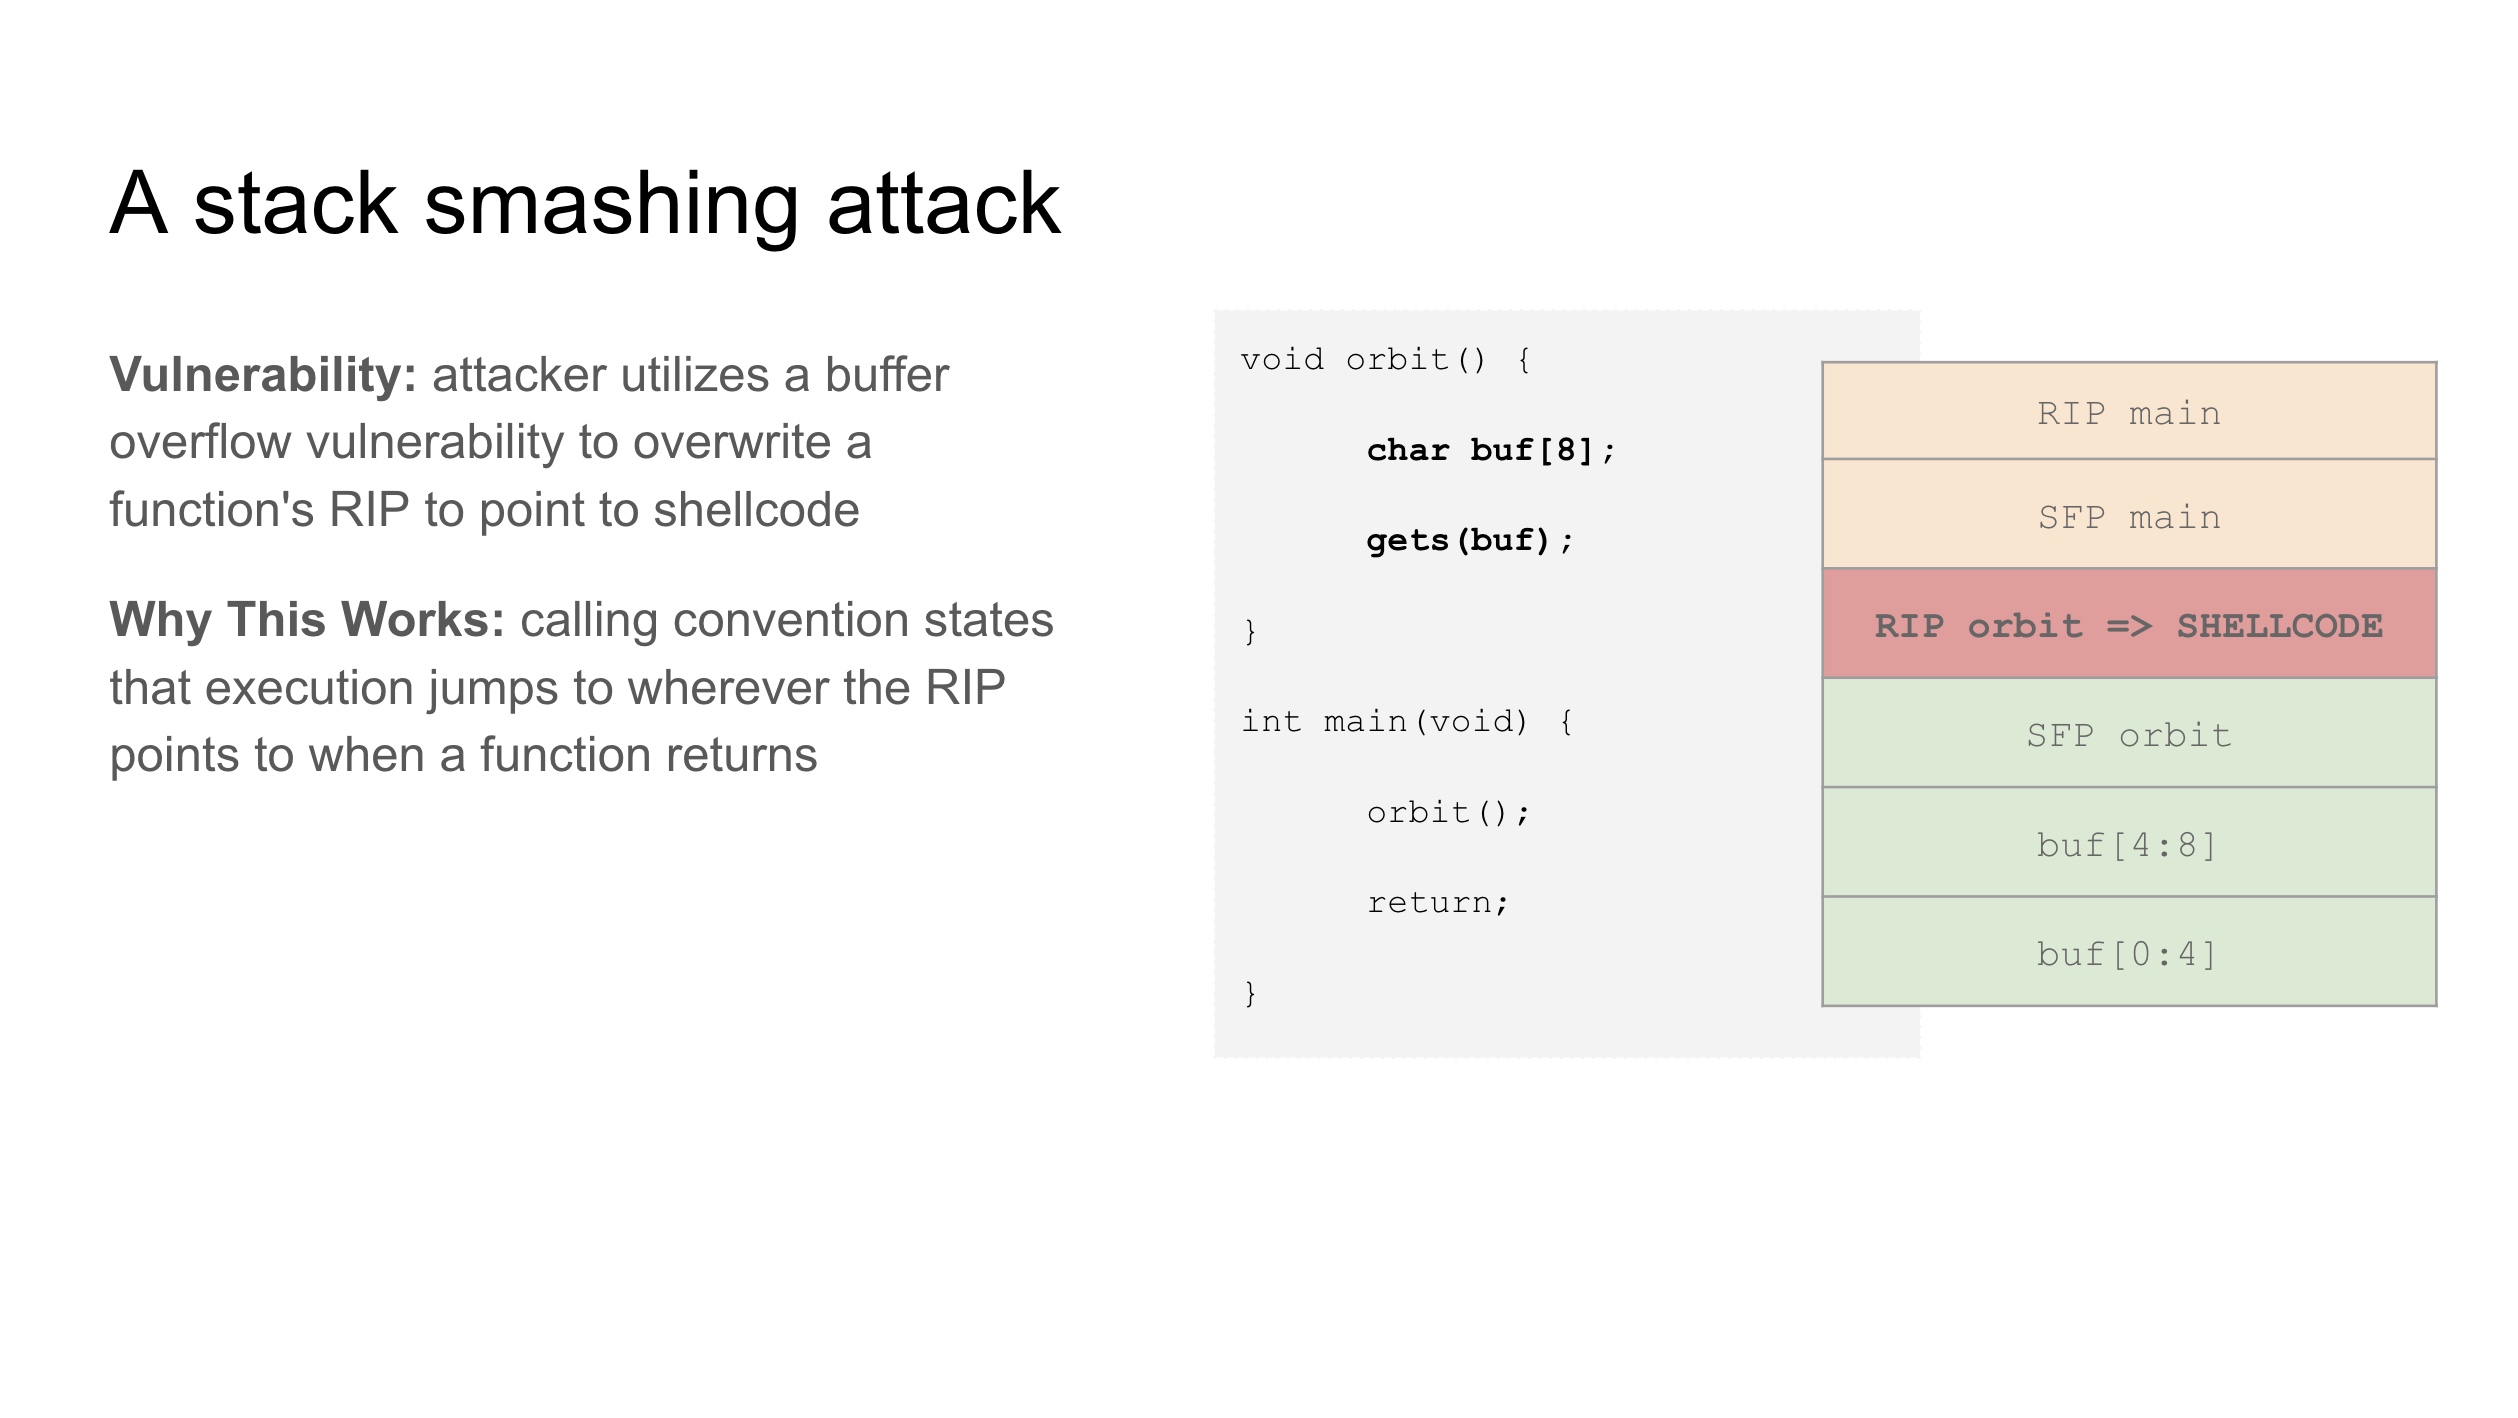 A stack smashing attack
Vulnerability: attacker utilizes a buffer
overflow vulnerability to overwrite a
function's RIP to point to shellcode
Why This Works: calling convention states
that execution jumps to wherever the RIP
points to when a function returns
void orbit() {
char buf[8];
gets(buf);
}
int main(void) {
orbit();
return;
}
RIP main
SFP main
RIP orbit => SHELLCODE
SFP orbit
buf[4:8]
buf[0:4]